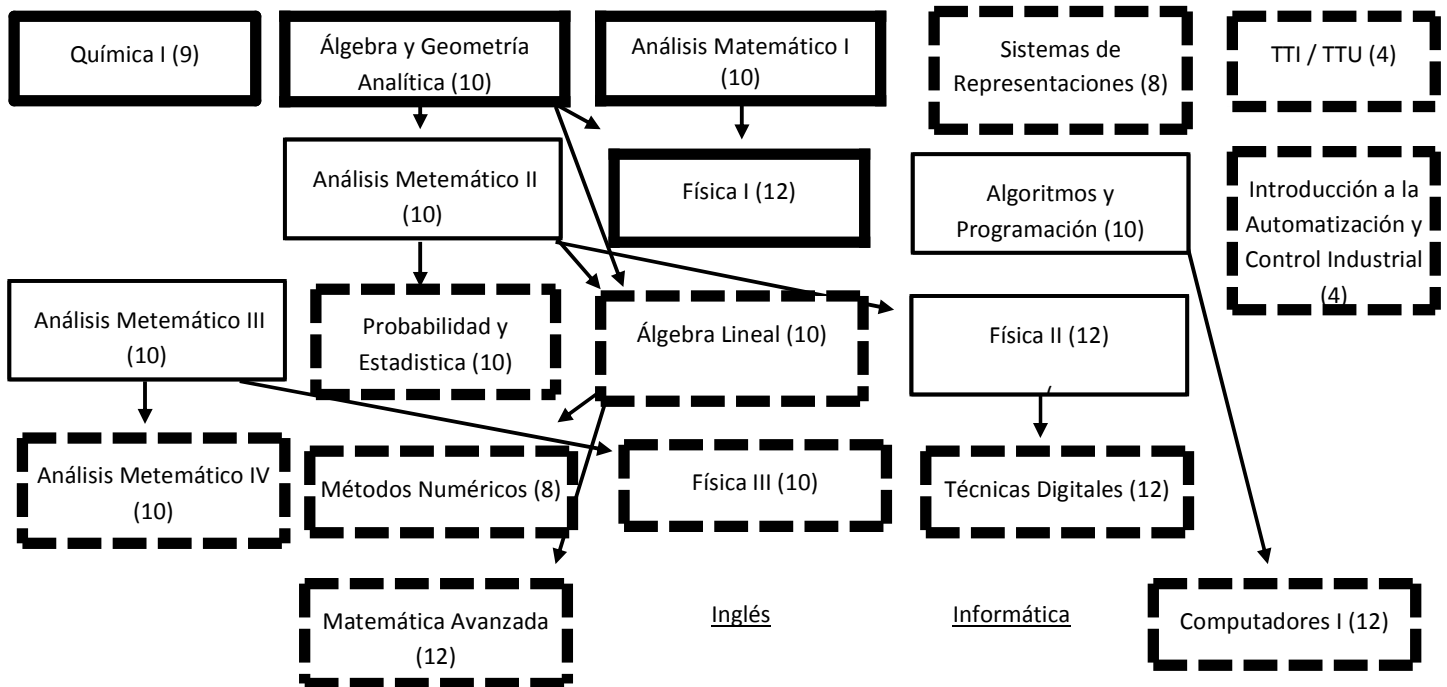 Química I (9)
Álgebra y Geometría
Analítica (10)
Análisis Matemático I
(10)
Sistemas de
Representaciones (8)
TTI / TTU (4)
Análisis Metemático II
(10)
Física I (12)
Algoritmos y
Programación (10)
Introducción a la
Automatización y
Control Industrial
(4)
Análisis Metemático III
(10)
Probabilidad y
Estadistica (10)
Álgebra Lineal (10)
Física II (12)
Análisis Metemático IV
(10)
Métodos Numéricos (8)
Física III (10)
Técnicas Digitales (12)
Matemática Avanzada
(12)
Inglés
Informática
Computadores I (12)